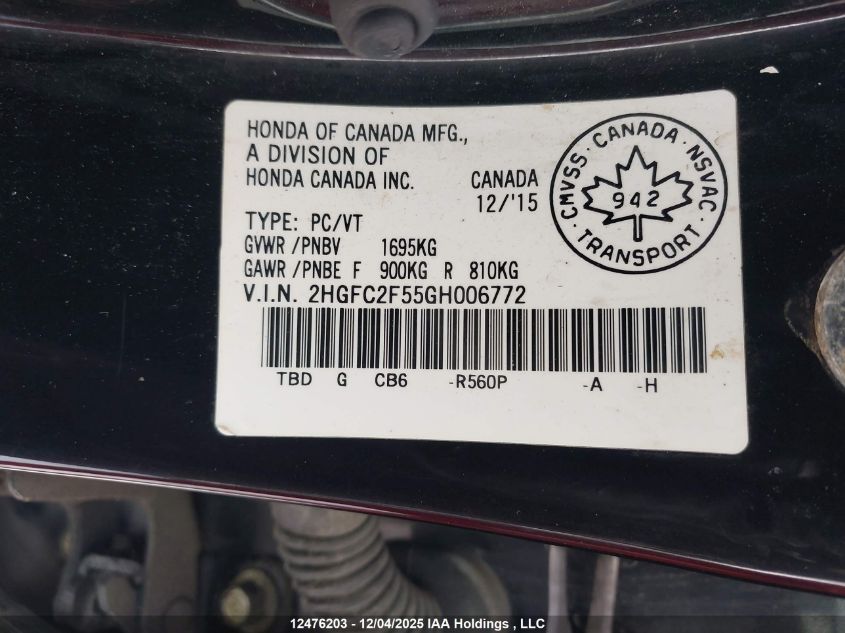 HONDA OF CANADA MFG.,
A DIVISION OF
HONDA CANADA INC. CANADA
12/'15
TYPE: PC/VT
GVWR /PNBV 1695KG
GAWR /PNBE F 900KG R 810KG
V.I.N. 2HGFC2F55GH006772
TBD G CB6 -R560P -A -H
CMVSS · CANADA · NSVAC
942
· TRANSPORT ·
12476203 - 12/04/2025 IAA Holdings , LLC